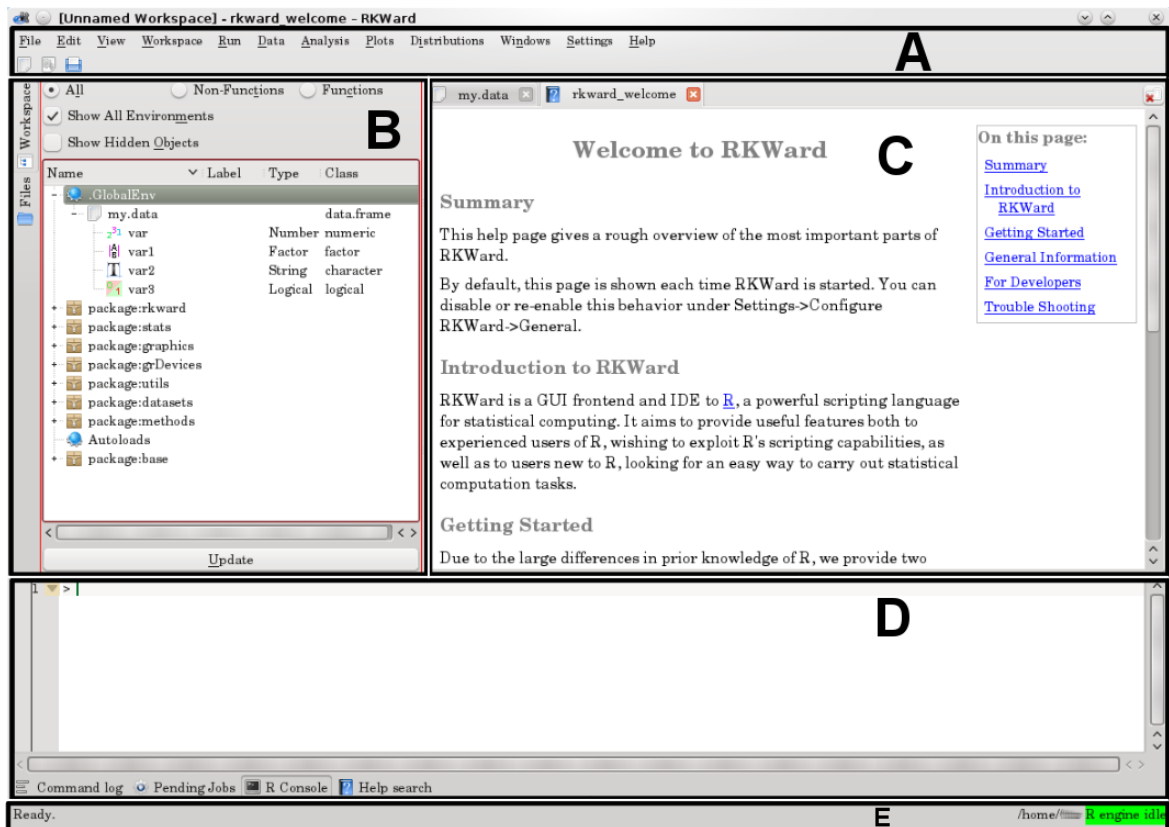 [Unnamed Workspace] - rkward_welcome - RKWard
File Edit View Workspace Run Data Analysis Plots Distributions Windows Settings Help
A
Workspace
Files
All Non-Functions Functions
Show All Environments
Show Hidden Objects
B
Name Label Type Class
.GlobalEnv
my.data data.frame
var Number numeric
var1 Factor factor
var2 String character
var3 Logical logical
package:rkward
package:stats
package:graphics
package:grDevices
package:utils
package:datasets
package:methods
Autoloads
package:base
Update
my.data rkward_welcome
C
Welcome to RKWard
Summary
This help page gives a rough overview of the most important parts of
RKWard.
By default, this page is shown each time RKWard is started. You can
disable or re-enable this behavior under Settings->Configure
RKWard->General.
Introduction to RKWard
RKWard is a GUI frontend and IDE to R, a powerful scripting language
for statistical computing. It aims to provide useful features both to
experienced users of R, wishing to exploit R's scripting capabilities, as
well as to users new to R, looking for an easy way to carry out statistical
computation tasks.
Getting Started
Due to the large differences in prior knowledge of R, we provide two
On this page:
Summary
Introduction to
RKWard
Getting Started
General Information
For Developers
Trouble Shooting
1 >
D
Command log Pending Jobs R Console Help search
Ready. E /home/ R engine idle